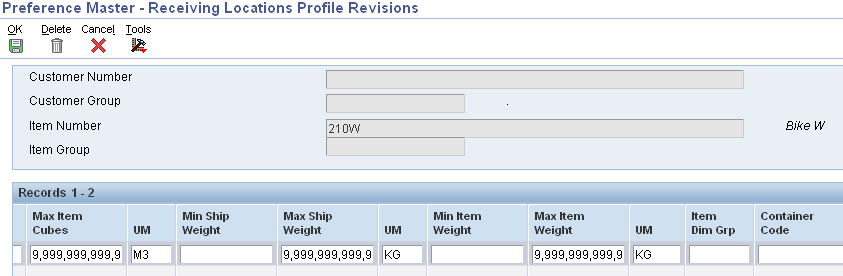 Preference Master - Receiving Locations Profile Revisions
OK Delete Cancel Tools
Customer Number
Customer Group .
Item Number 210W Bike W
Item Group
Records 1 - 2
Max Item Cubes UM Min Ship Weight Max Ship Weight UM Min Item Weight Max Item Weight UM Item Dim Grp Container Code
9,999,999,999,9 M3 9,999,999,999,9 KG 9,999,999,999,9 KG